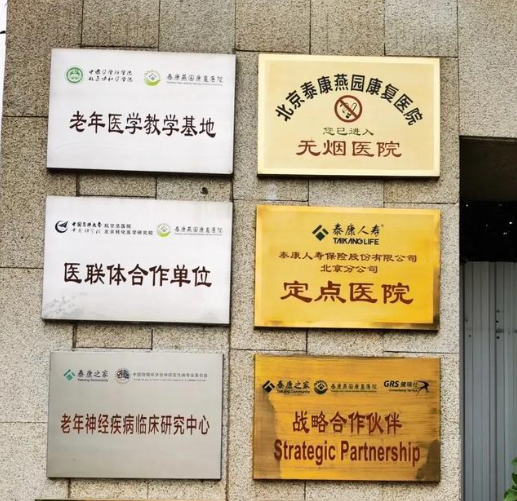 泰康燕园康复医院
老年医学教学基地
北京泰康燕园康复医院
您已进入
无烟医院
泰康燕园康复医院
医联体合作单位
泰康人寿
TAIKANG LIFE
泰康人寿保险股份有限公司
北京分公司
定点医院
泰康之家
老年神经疾病临床研究中心
泰康之家 泰康燕园康复医院 GRS
战略合作伙伴
Strategic Partnership